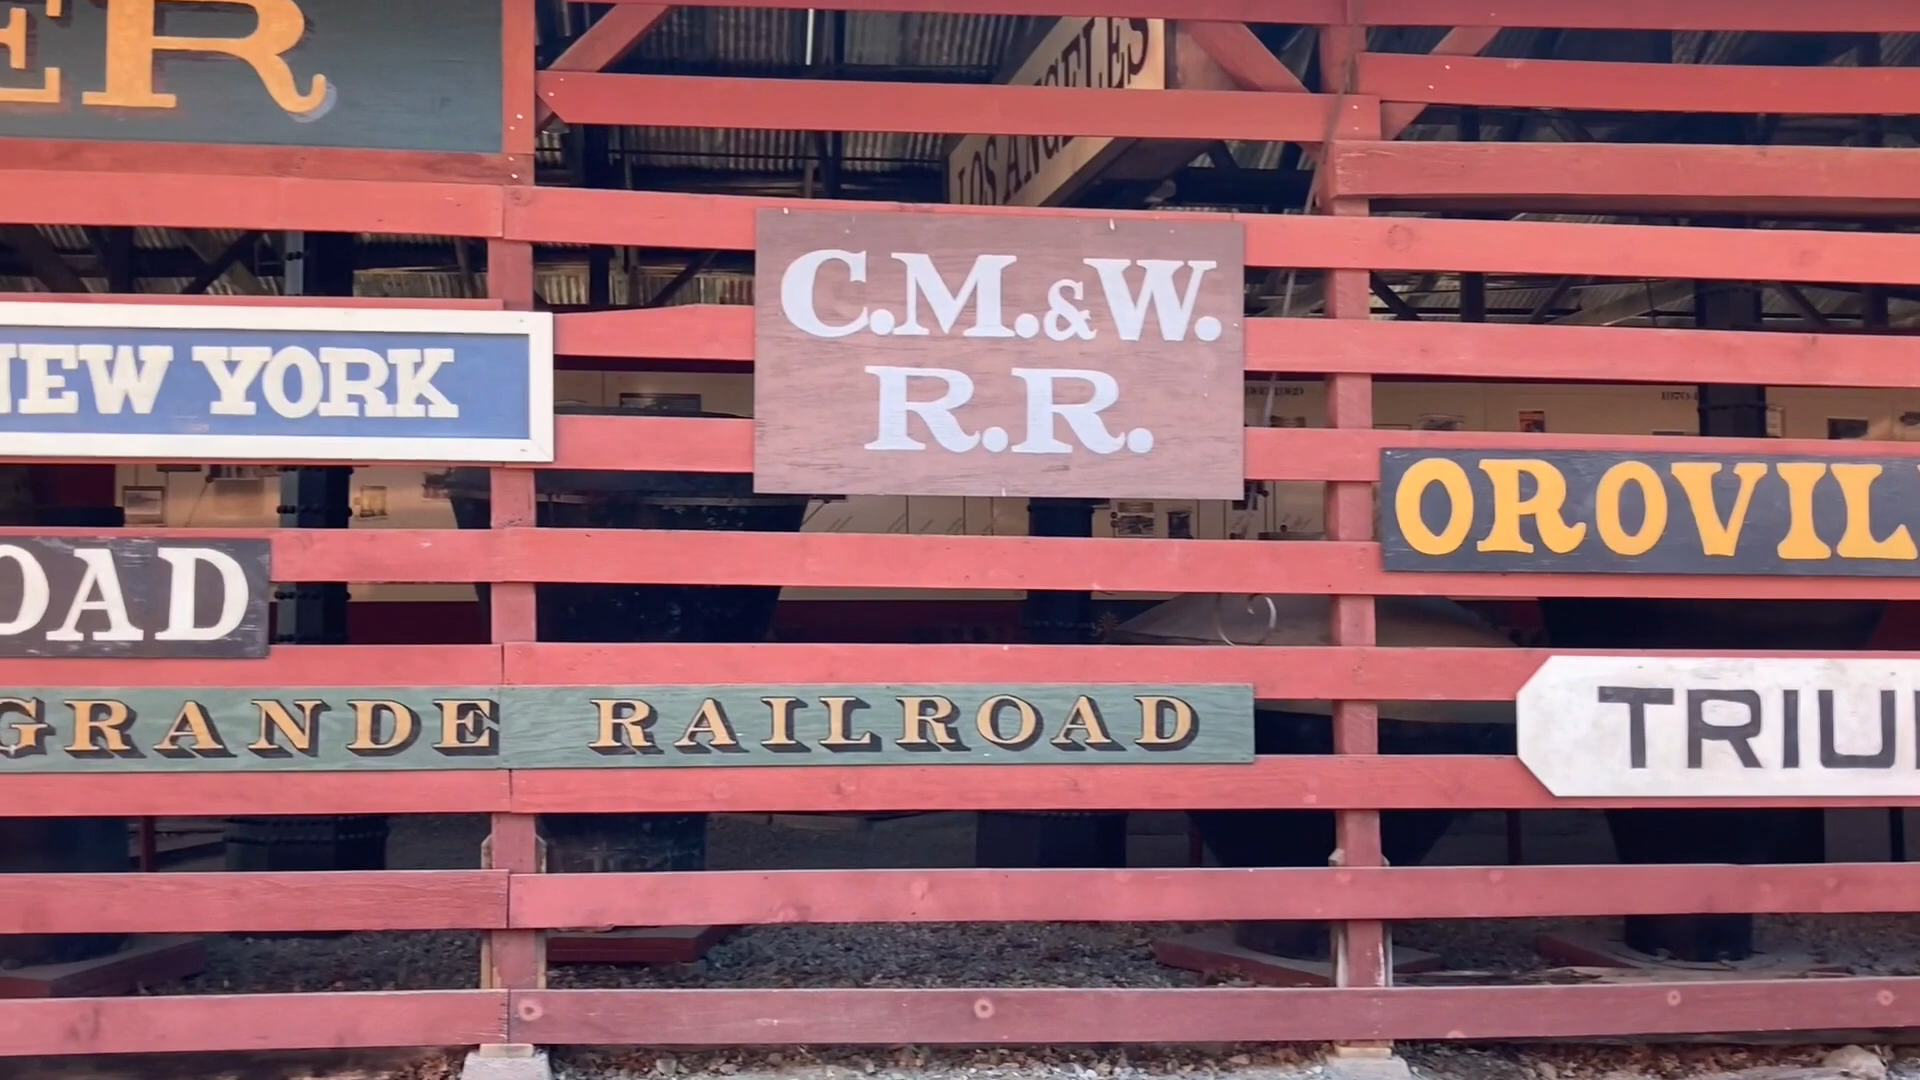 ER
LOS ANGELES
C.M.&W.
R.R.
NEW YORK
OROVIL
OAD
GRANDE RAILROAD
TRIU